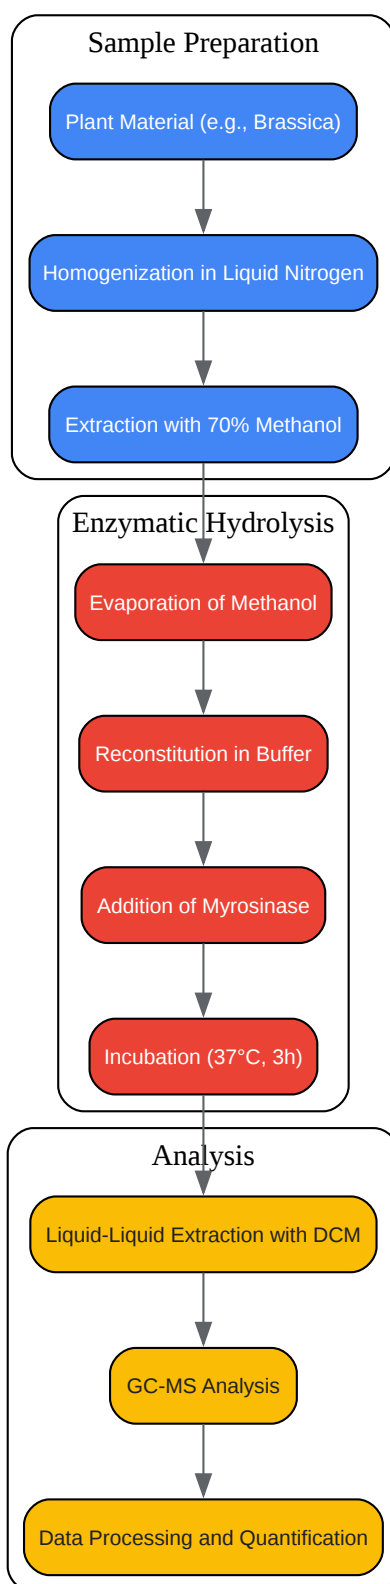 Sample Preparation
Plant Material (e.g., Brassica)
Homogenization in Liquid Nitrogen
Extraction with 70% Methanol
Enzymatic Hydrolysis
Evaporation of Methanol
Reconstitution in Buffer
Addition of Myrosinase
Incubation (37°C, 3h)
Analysis
Liquid-Liquid Extraction with DCM
GC-MS Analysis
Data Processing and Quantification